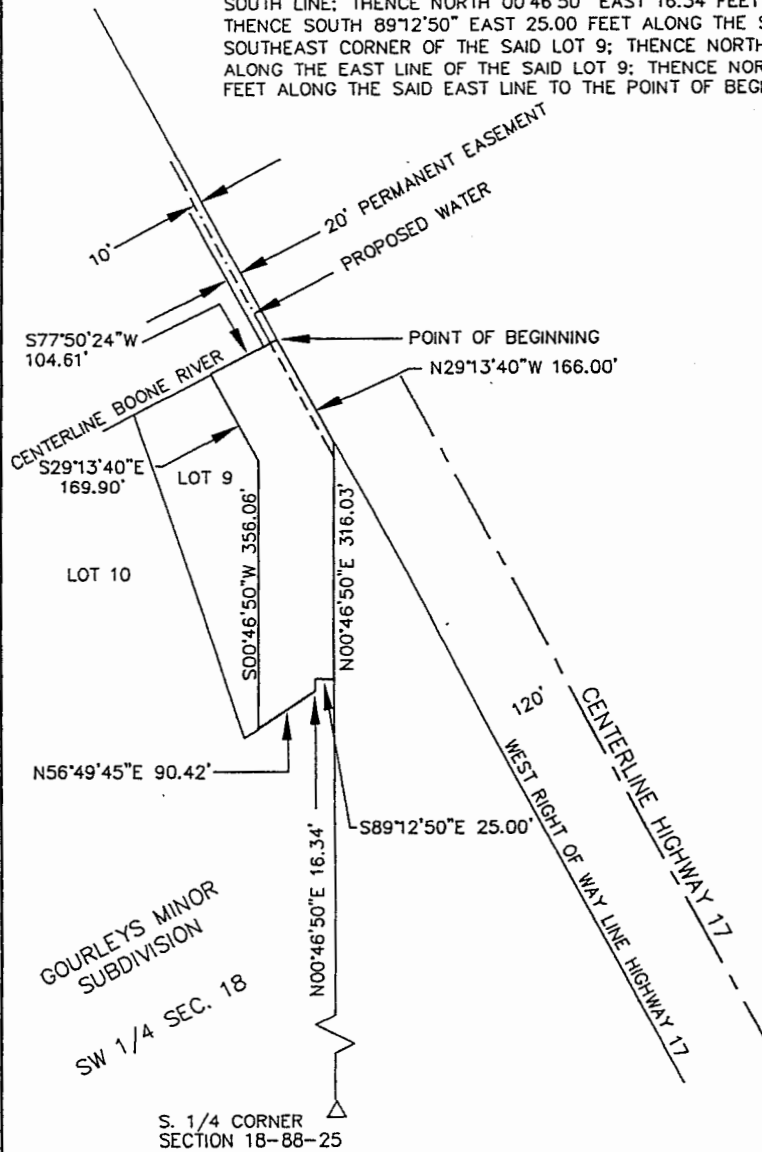 SOUTH LINE; THENCE NORTH 00°46'50" EAST 16.34 FEET
THENCE SOUTH 89°12'50" EAST 25.00 FEET ALONG THE S
SOUTHEAST CORNER OF THE SAID LOT 9; THENCE NORTH
ALONG THE EAST LINE OF THE SAID LOT 9; THENCE NOR
FEET ALONG THE SAID EAST LINE TO THE POINT OF BEG
20' PERMANENT EASEMENT
10'
PROPOSED WATER
S77°50'24"W
104.61'
POINT OF BEGINNING
N29°13'40"W 166.00'
CENTERLINE BOONE RIVER
S29°13'40"E
169.90'
LOT 9
LOT 10
S00°46'50"W 356.06'
N00°46'50"E 316.03'
120'
CENTERLINE HIGHWAY 17
WEST RIGHT OF WAY LINE HIGHWAY 17
N56°49'45"E 90.42'
S89°12'50"E 25.00'
N00°46'50"E 16.34'
GOURLEYS MINOR
SUBDIVISION
SW 1/4 SEC. 18
S. 1/4 CORNER
SECTION 18-88-25